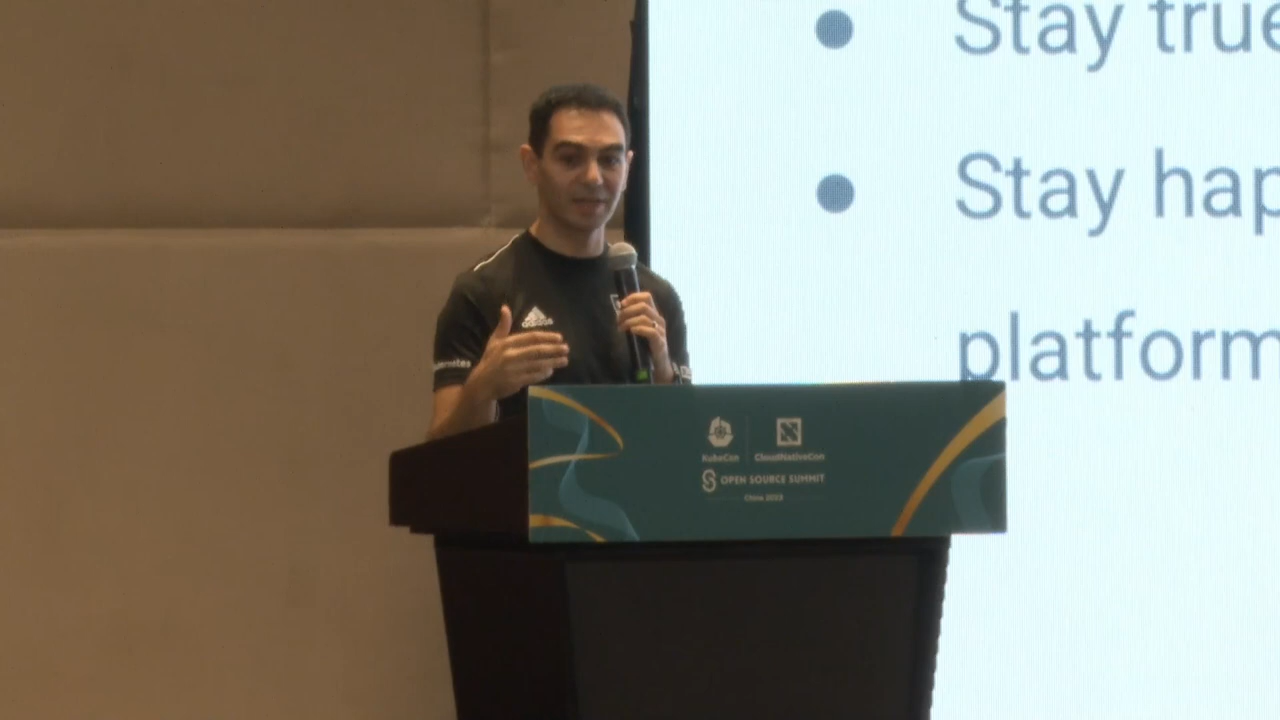 Stay true
Stay hap
platform
adidas
KubeCon
CloudNativeCon
OPEN SOURCE SUMMIT
China 2023